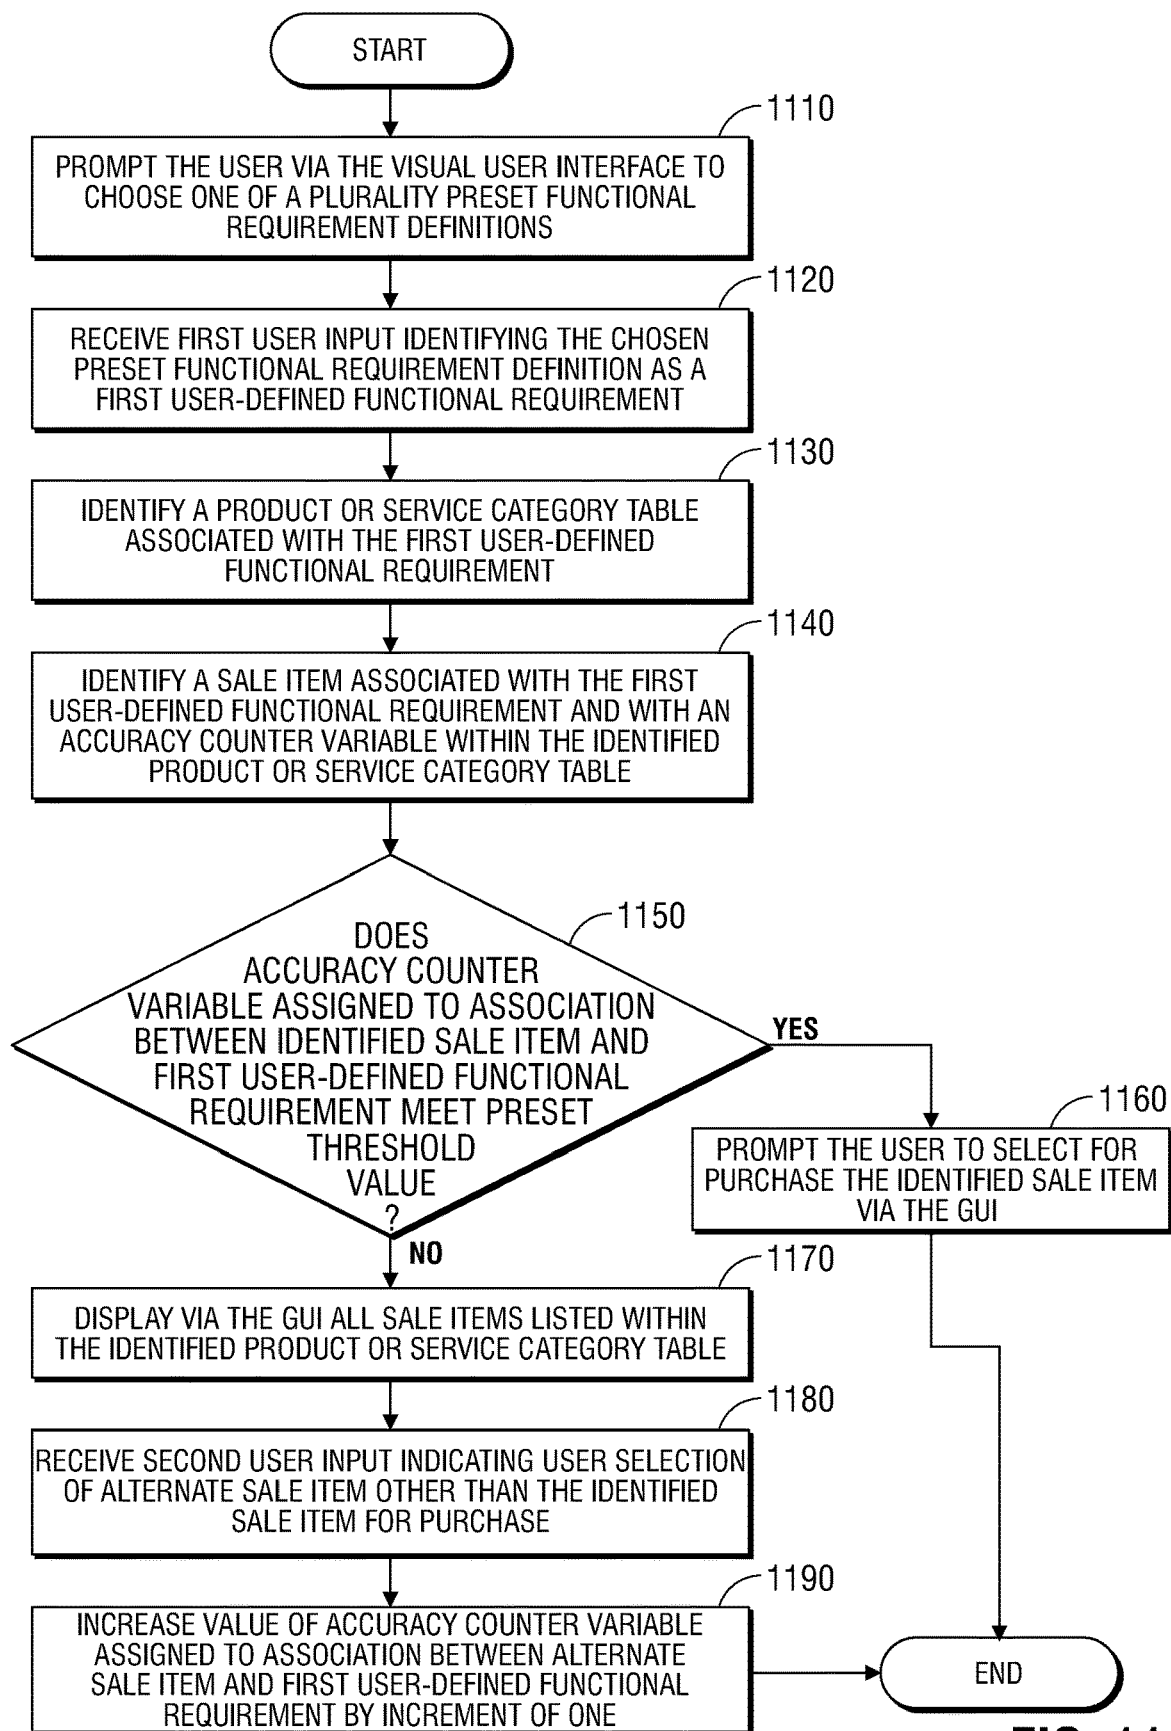 START
1110
PROMPT THE USER VIA THE VISUAL USER INTERFACE TO
CHOOSE ONE OF A PLURALITY PRESET FUNCTIONAL
REQUIREMENT DEFINITIONS
1120
RECEIVE FIRST USER INPUT IDENTIFYING THE CHOSEN
PRESET FUNCTIONAL REQUIREMENT DEFINITION AS A
FIRST USER-DEFINED FUNCTIONAL REQUIREMENT
1130
IDENTIFY A PRODUCT OR SERVICE CATEGORY TABLE
ASSOCIATED WITH THE FIRST USER-DEFINED
FUNCTIONAL REQUIREMENT
1140
IDENTIFY A SALE ITEM ASSOCIATED WITH THE FIRST
USER-DEFINED FUNCTIONAL REQUIREMENT AND WITH AN
ACCURACY COUNTER VARIABLE WITHIN THE IDENTIFIED
PRODUCT OR SERVICE CATEGORY TABLE
1150
DOES
ACCURACY COUNTER
VARIABLE ASSIGNED TO ASSOCIATION
BETWEEN IDENTIFIED SALE ITEM AND
FIRST USER-DEFINED FUNCTIONAL
REQUIREMENT MEET PRESET
THRESHOLD
VALUE
?
YES
1160
PROMPT THE USER TO SELECT FOR
PURCHASE THE IDENTIFIED SALE ITEM
VIA THE GUI
NO
1170
DISPLAY VIA THE GUI ALL SALE ITEMS LISTED WITHIN
THE IDENTIFIED PRODUCT OR SERVICE CATEGORY TABLE
1180
RECEIVE SECOND USER INPUT INDICATING USER SELECTION
OF ALTERNATE SALE ITEM OTHER THAN THE IDENTIFIED
SALE ITEM FOR PURCHASE
1190
INCREASE VALUE OF ACCURACY COUNTER VARIABLE
ASSIGNED TO ASSOCIATION BETWEEN ALTERNATE
SALE ITEM AND FIRST USER-DEFINED FUNCTIONAL
REQUIREMENT BY INCREMENT OF ONE
END